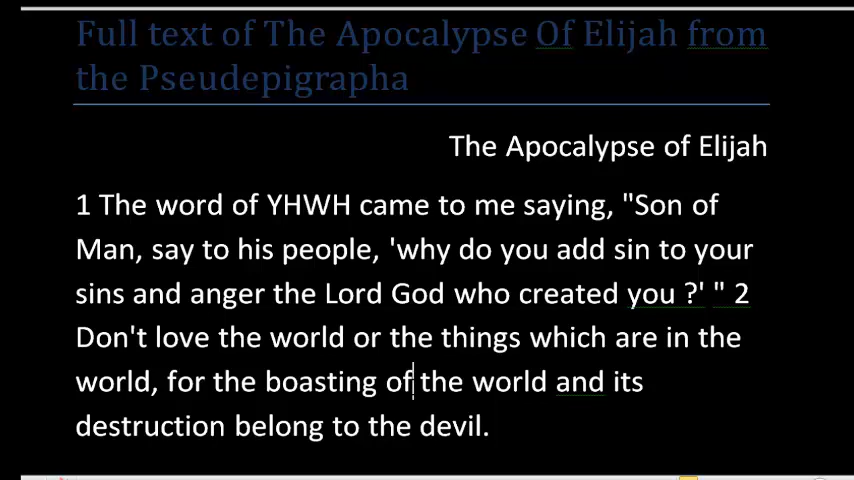 Full text of The Apocalypse Of Elijah from
the Pseudepigrapha
The Apocalypse of Elijah
1 The word of YHWH came to me saying, "Son of
Man, say to his people, 'why do you add sin to your
sins and anger the Lord God who created you ?' " 2
Don't love the world or the things which are in the
world, for the boasting of the world and its
destruction belong to the devil.